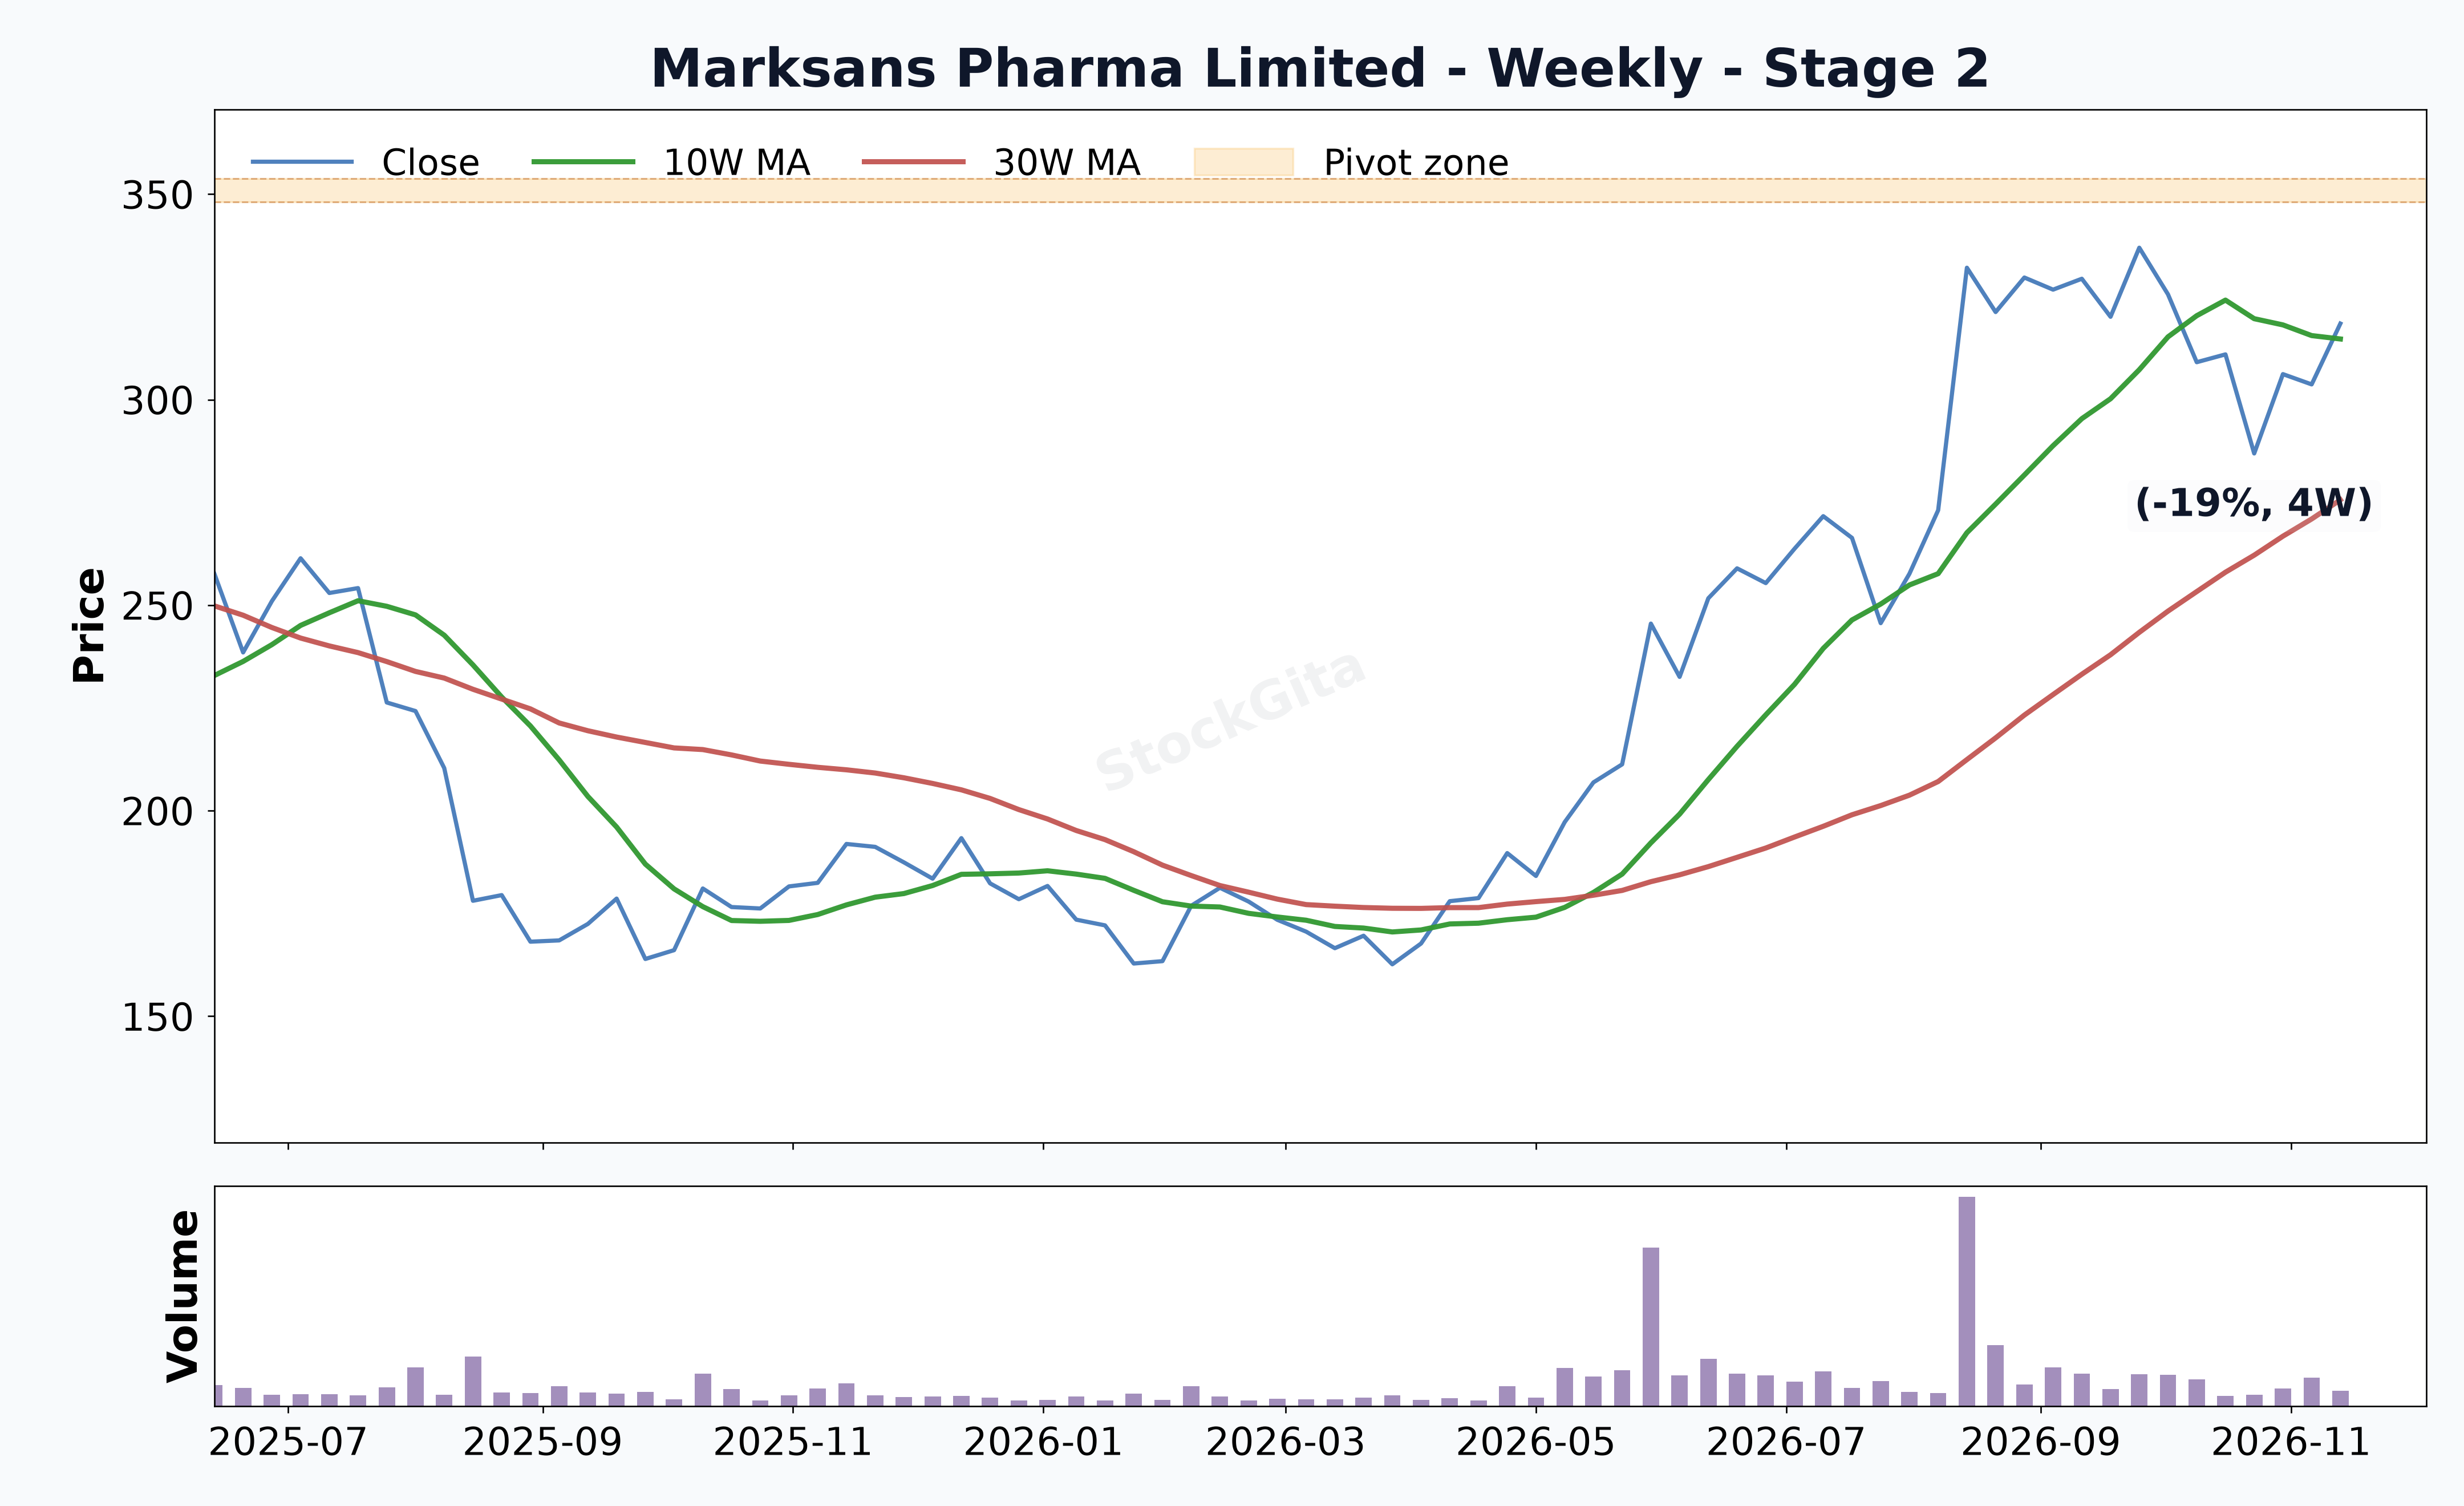 Marksans Pharma Limited - Weekly - Stage 2
Close 10W MA 30W MA Pivot zone
350
300
250
200
150
Price
(-19%, 4W)
StockGita
Volume
2025-07 2025-09 2025-11 2026-01 2026-03 2026-05 2026-07 2026-09 2026-11